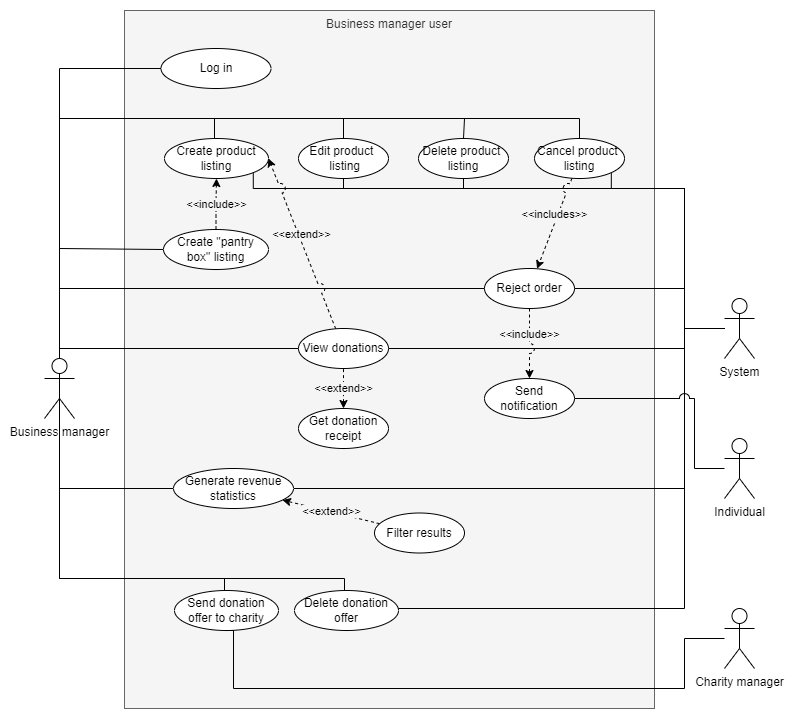 Business manager user
Log in
Create product
listing
Edit product
listing
Delete product
listing
Cancel product
listing
<<include>>
<<includes>>
<<extend>>
Create "pantry
box" listing
Reject order
<<include>>
View donations
System
<<extend>>
Send
notification
Get donation
receipt
Business manager
Generate revenue
statistics
<<extend>>
Individual
Filter results
Send donation
offer to charity
Delete donation
offer
Charity manager